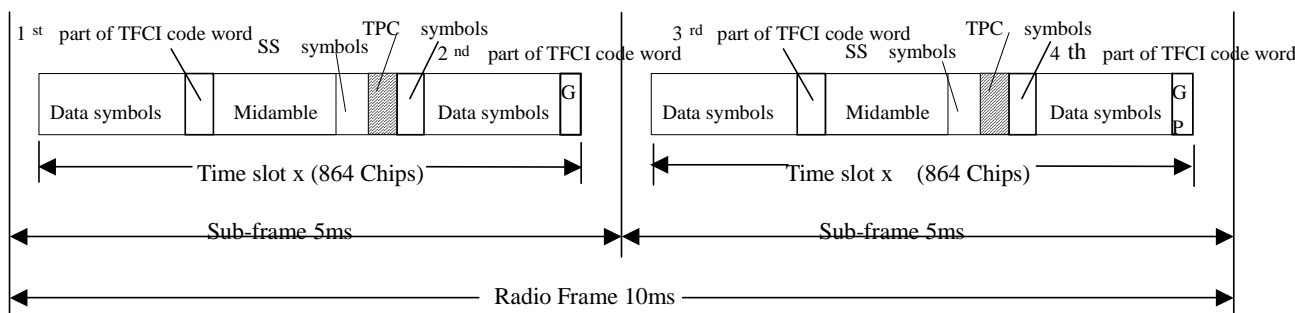 1 st part of TFCI code word
SS symbols
TPC symbols
2 nd part of TFCI code word
Data symbols
Midamble
Data symbols
G
Time slot x (864 Chips)
Sub-frame 5ms
3 rd part of TFCI code word
SS symbols
TPC symbols
4 th part of TFCI code word
Data symbols
Midamble
Data symbols
G
P
Time slot x (864 Chips)
Sub-frame 5ms
Radio Frame 10ms